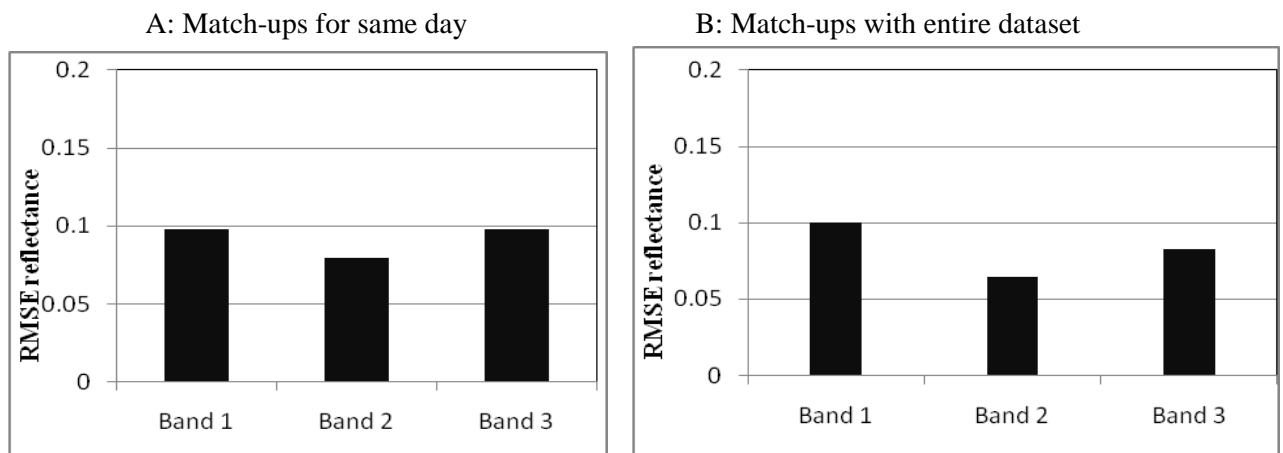 A: Match-ups for same day
RMSE reflectance
0.2
0.15
0.1
0.05
0
Band 1 Band 2 Band 3
B: Match-ups with entire dataset
RMSE reflectance
0.2
0.15
0.1
0.05
0
Band 1 Band 2 Band 3